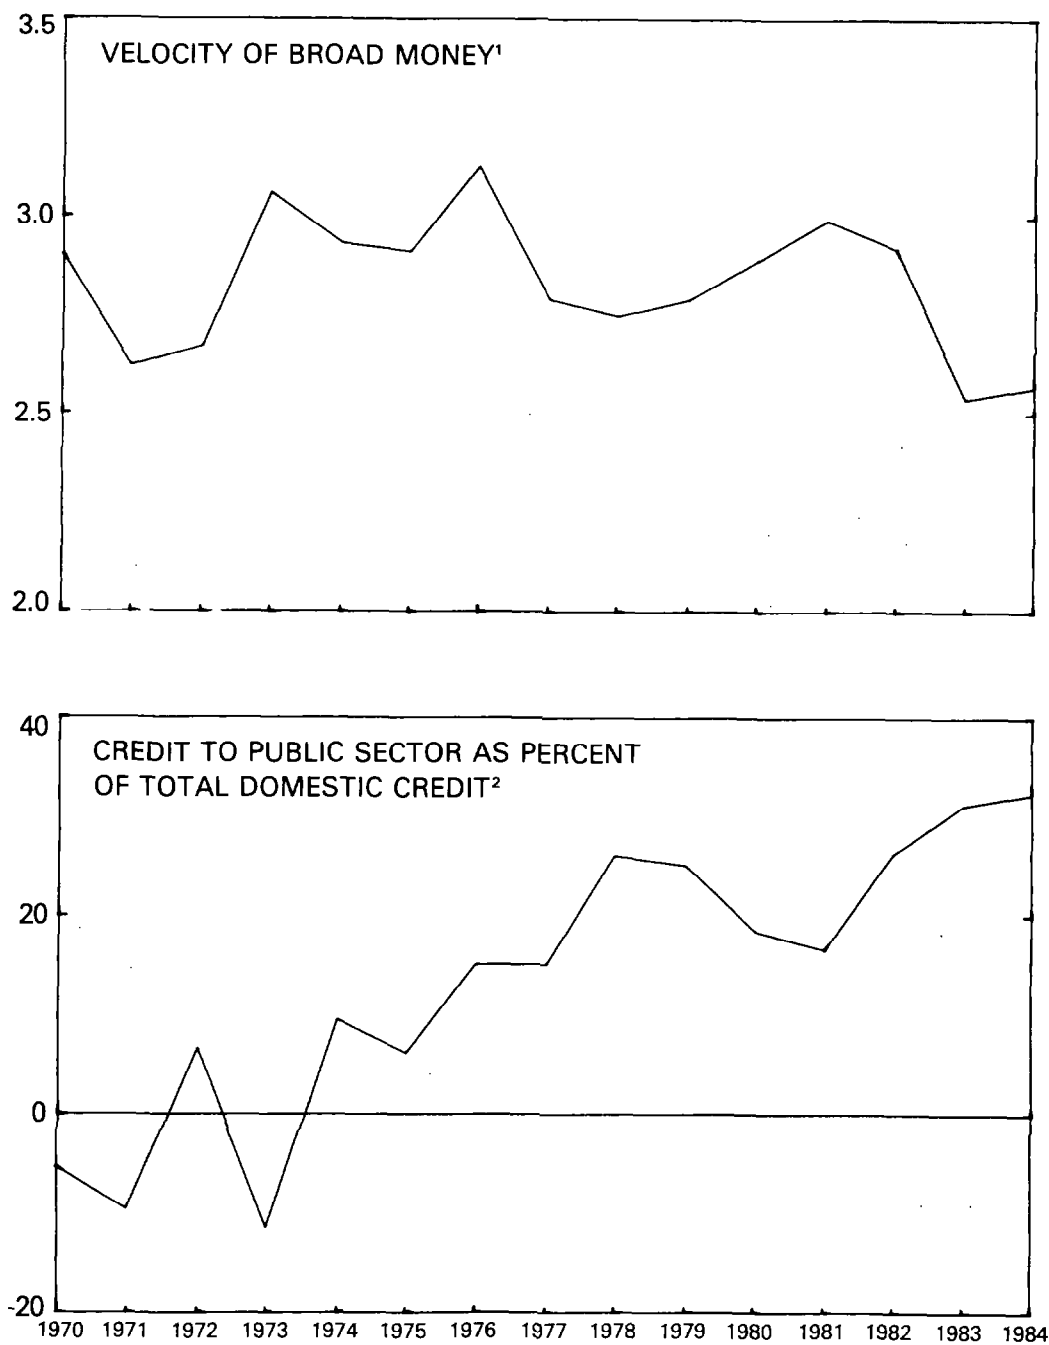 3.5
VELOCITY OF BROAD MONEY¹
3.0
2.5
2.0
40
CREDIT TO PUBLIC SECTOR AS PERCENT
OF TOTAL DOMESTIC CREDIT²
20
0
-20
1970 1971 1972 1973 1974 1975 1976 1977 1978 1979 1980 1981 1982 1983 1984